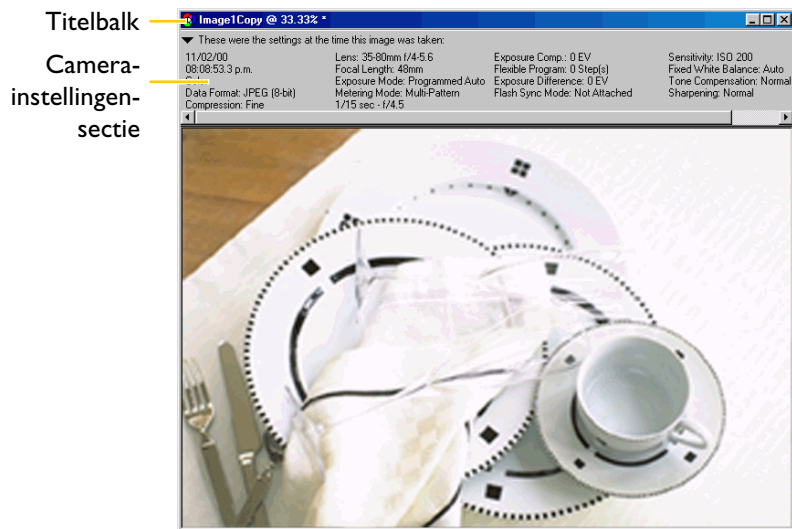 Titelbalk
Camera-
instellingen-
sectie
Image1Copy @ 33.33% *
These were the settings at the time this image was taken:
11/02/00
08:08:53.3 p.m.
Data Format: JPEG (8-bit)
Compression: Fine
Lens: 35-80mm f/4-5.6
Focal Length: 48mm
Exposure Mode: Programmed Auto
Metering Mode: Multi-Pattern
1/15 sec - f/4.5
Exposure Comp.: 0 EV
Flexible Program: 0 Step(s)
Exposure Difference: 0 EV
Flash Sync Mode: Not Attached
Sensitivity: ISO 200
Fixed White Balance: Auto
Tone Compensation: Normal
Sharpening: Normal